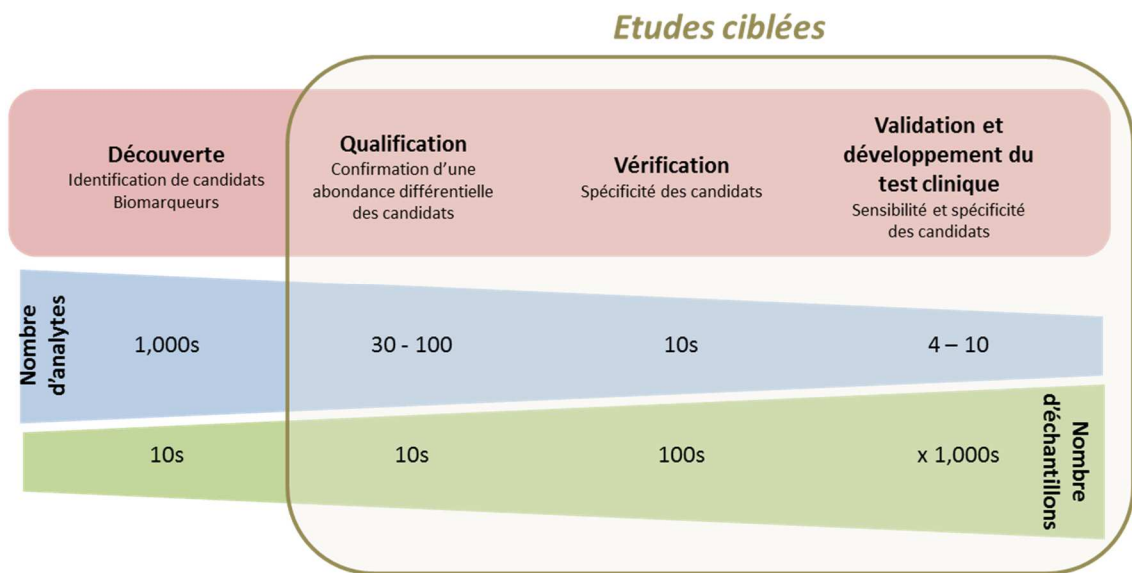 Etudes ciblées
Découverte
Identification de candidats
Biomarqueurs
Qualification
Confirmation d'une
abondance différentielle
des candidats
Vérification
Spécificité des candidats
Validation et
développement du
test clinique
Sensibilité et spécificité
des candidats
Nombre
d'analytes
1,000s
30 - 100
10s
4 – 10
10s
10s
100s
x 1,000s
Nombre
d'échantillons